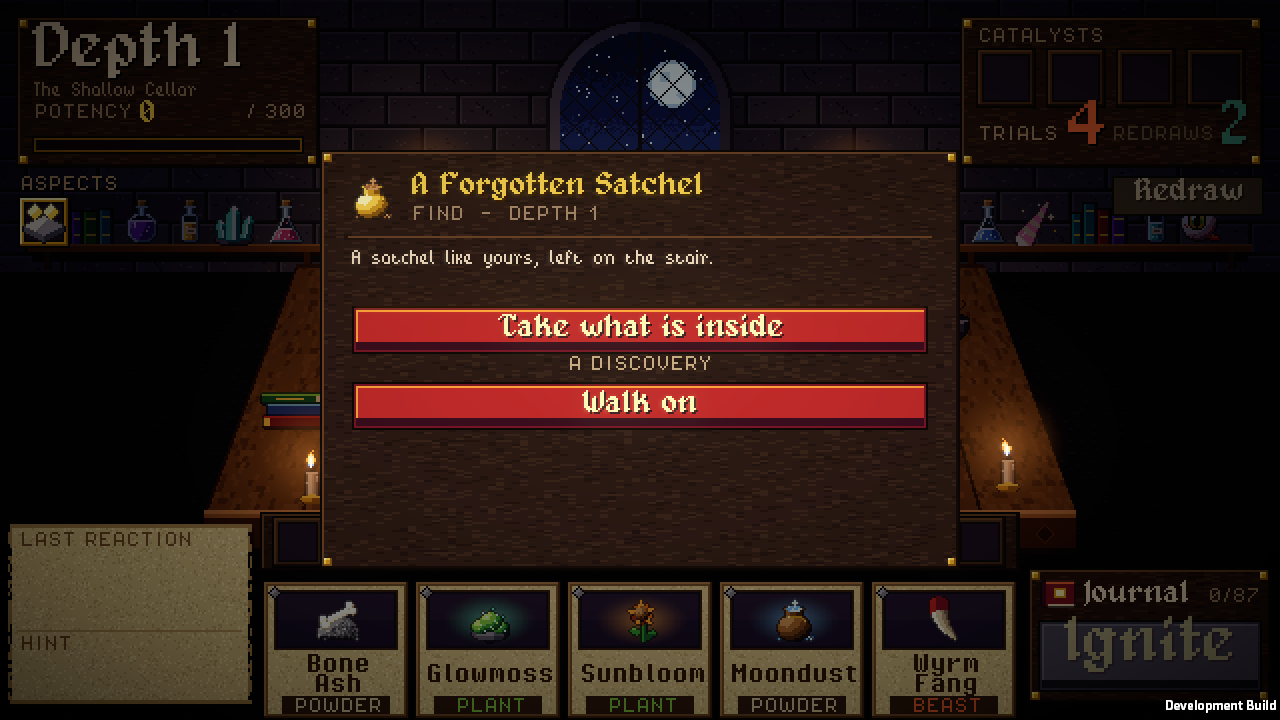 Depth 1
The Shallow Cellar
POTENCY 0 / 300
ASPECTS
CATALYSTS
TRIALS 4 REDRAWS 2
Redraw
A Forgotten Satchel
FIND - DEPTH 1
A satchel like yours, left on the stair.
Take what is inside
A DISCOVERY
Walk on
LAST REACTION
HINT
Bone Ash
POWDER
Glowmoss
PLANT
Sunbloom
PLANT
Moondust
POWDER
Wyrm Fang
BEAST
Journal 0/87
Ignite
Development Build